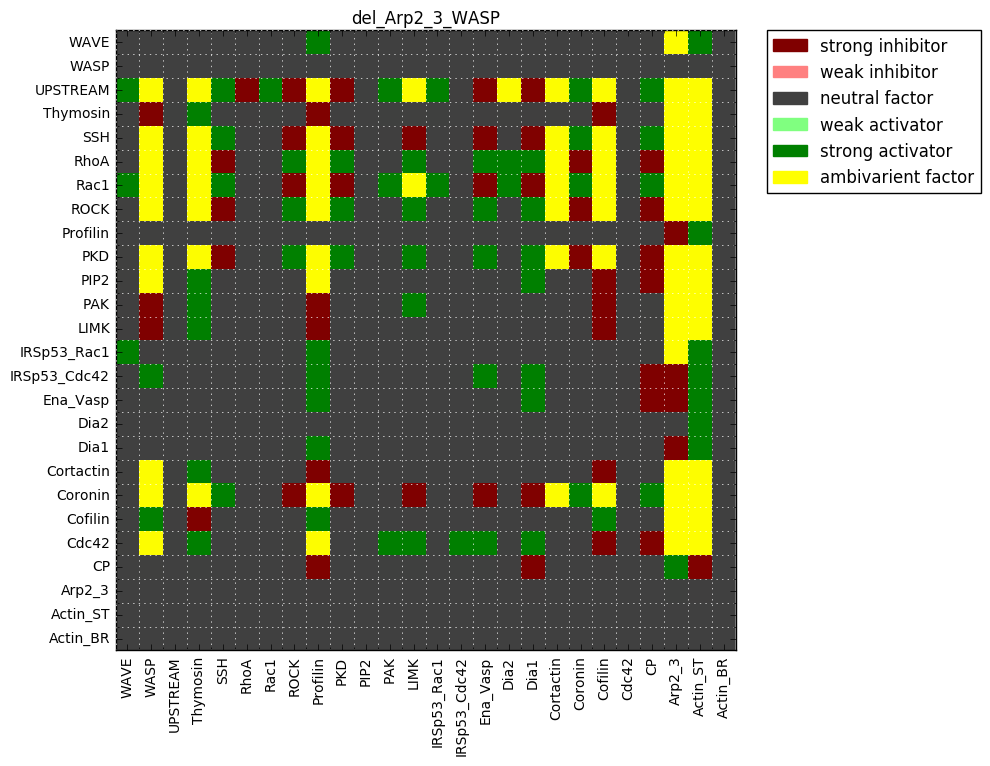 del_Arp2_3_WASP
strong inhibitor
weak inhibitor
neutral factor
weak activator
strong activator
ambivarient factor
WAVE
WASP
UPSTREAM
Thymosin
SSH
RhoA
Rac1
ROCK
Profilin
PKD
PIP2
PAK
LIMK
IRSp53_Rac1
IRSp53_Cdc42
Ena_Vasp
Dia2
Dia1
Cortactin
Coronin
Cofilin
Cdc42
CP
Arp2_3
Actin_ST
Actin_BR
WAVE
WASP
UPSTREAM
Thymosin
SSH
RhoA
Rac1
ROCK
Profilin
PKD
PIP2
PAK
LIMK
IRSp53_Rac1
IRSp53_Cdc42
Ena_Vasp
Dia2
Dia1
Cortactin
Coronin
Cofilin
Cdc42
CP
Arp2_3
Actin_ST
Actin_BR